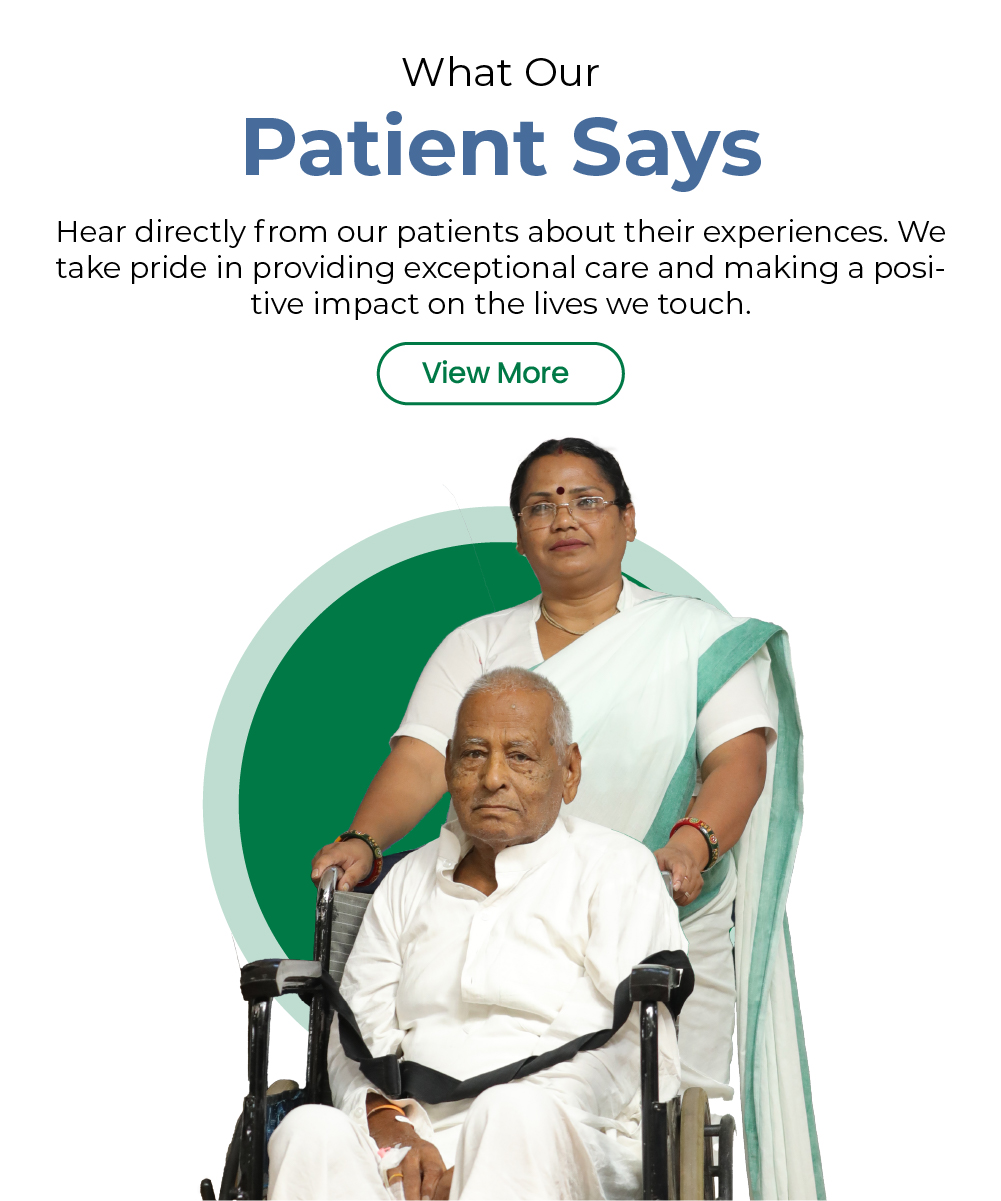 What Our
Patient Says
Hear directly from our patients about their experiences. We
take pride in providing exceptional care and making a posi-
tive impact on the lives we touch.
View More